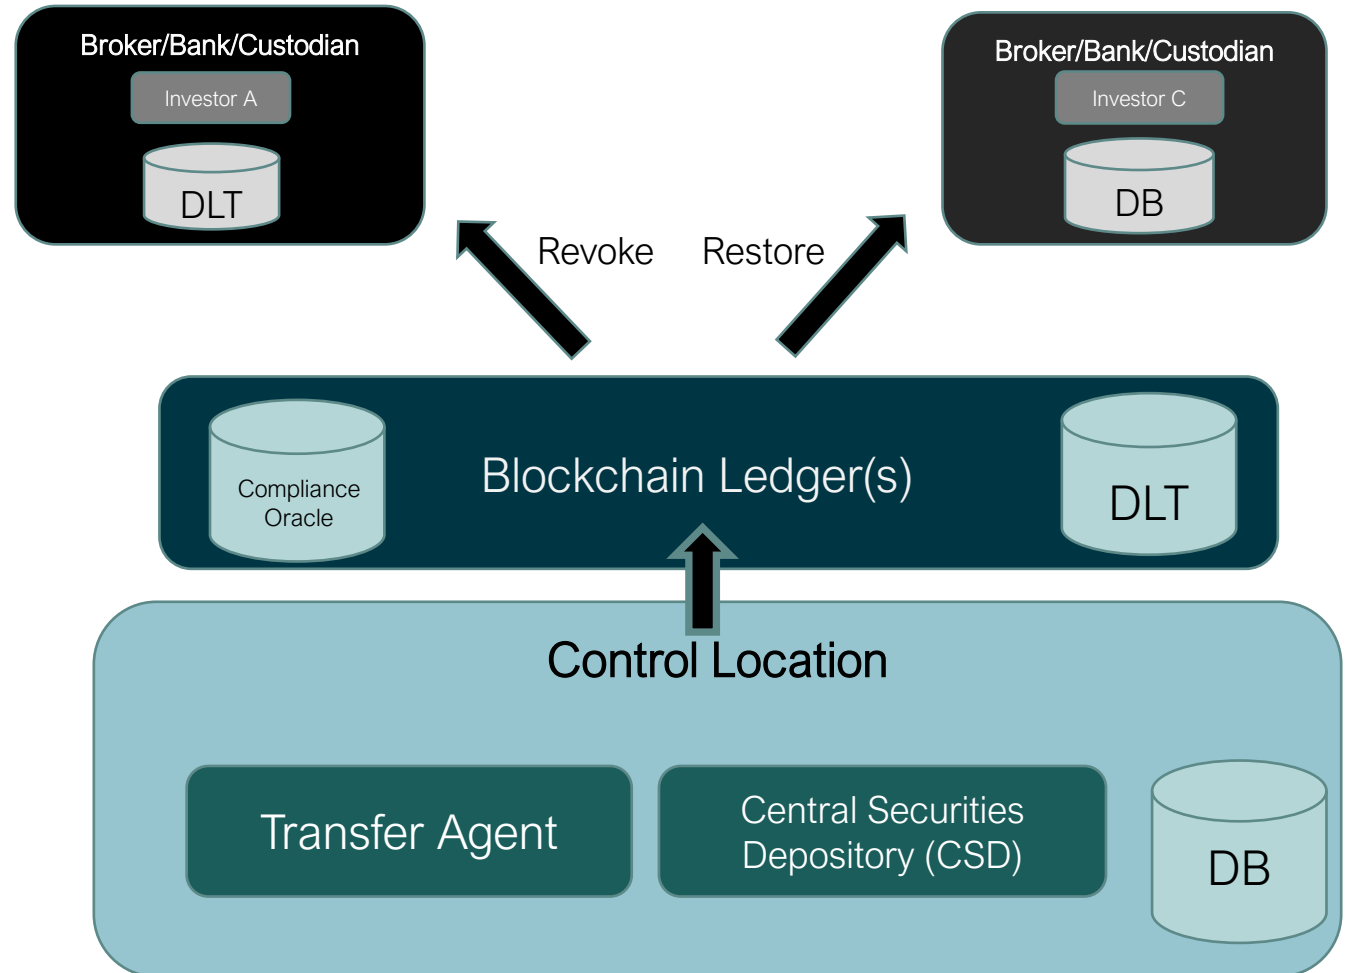 Broker/Bank/Custodian
Investor A
DLT
Broker/Bank/Custodian
Investor C
DB
Revoke
Restore
Compliance
Oracle
Blockchain Ledger(s)
DLT
Control Location
Transfer Agent
Central Securities
Depository (CSD)
DB